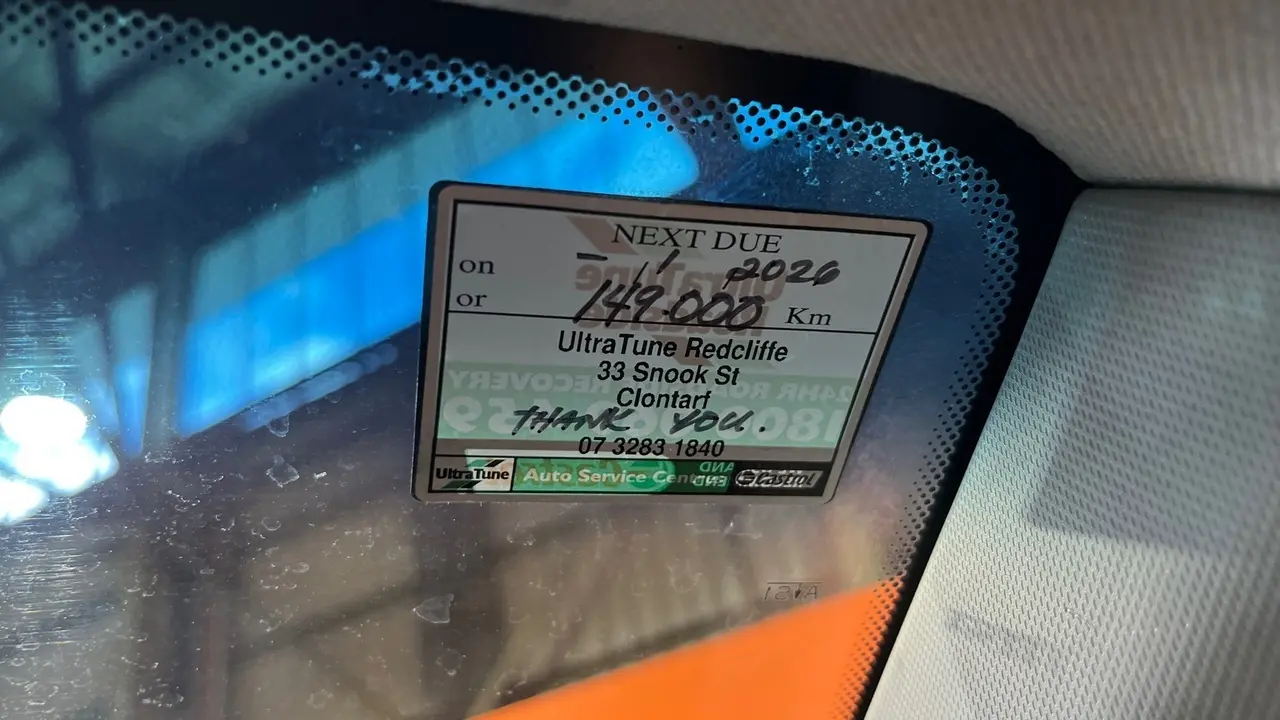 NEXT DUE
on – 11 2026
or 149.000 Km
UltraTune Redcliffe
33 Snook St
Clontarf
THANK YOU.
07 3283 1840
UltraTune Auto Service Centres Castrol